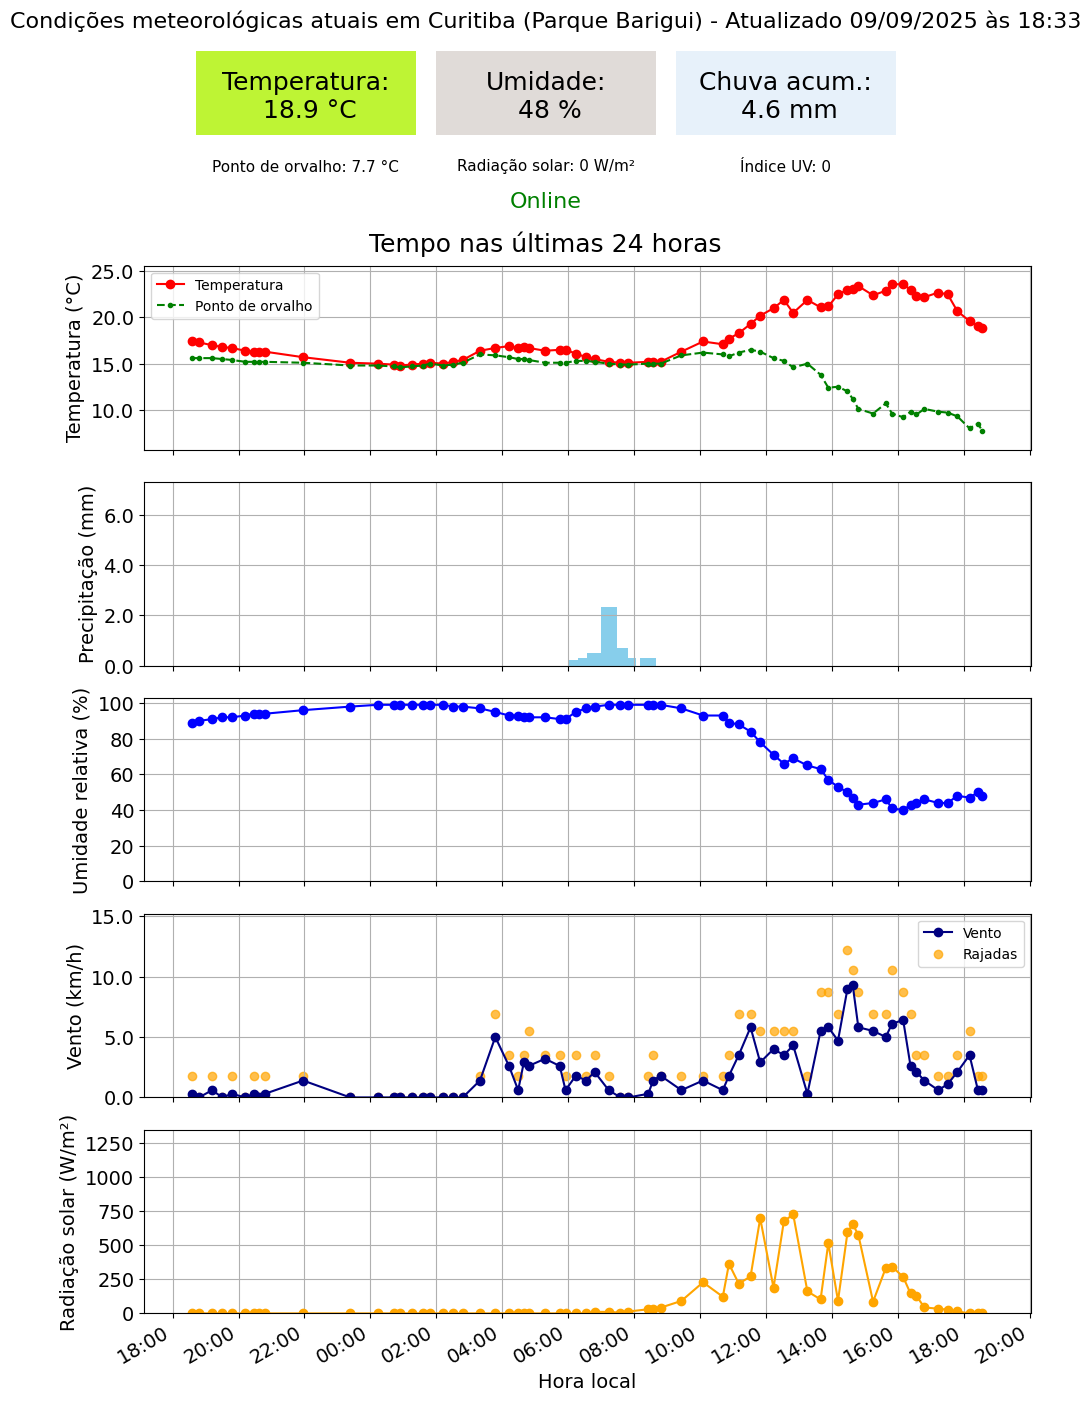 Condições meteorológicas atuais em Curitiba (Parque Barigui) - Atualizado 09/09/2025 às 18:33
Temperatura:
18.9 °C
Umidade:
48 %
Chuva acum.:
4.6 mm
Ponto de orvalho: 7.7 °C
Radiação solar: 0 W/m²
Índice UV: 0
Online
Tempo nas últimas 24 horas
Temperatura (°C)
25.0
20.0
15.0
10.0
Temperatura
Ponto de orvalho
Precipitação (mm)
6.0
4.0
2.0
0.0
Umidade relativa (%)
100
80
60
40
20
0
Vento (km/h)
15.0
10.0
5.0
0.0
Vento
Rajadas
Radiação solar (W/m²)
1250
1000
750
500
250
0
18:00
20:00
22:00
00:00
02:00
04:00
06:00
08:00
10:00
12:00
14:00
16:00
18:00
20:00
Hora local